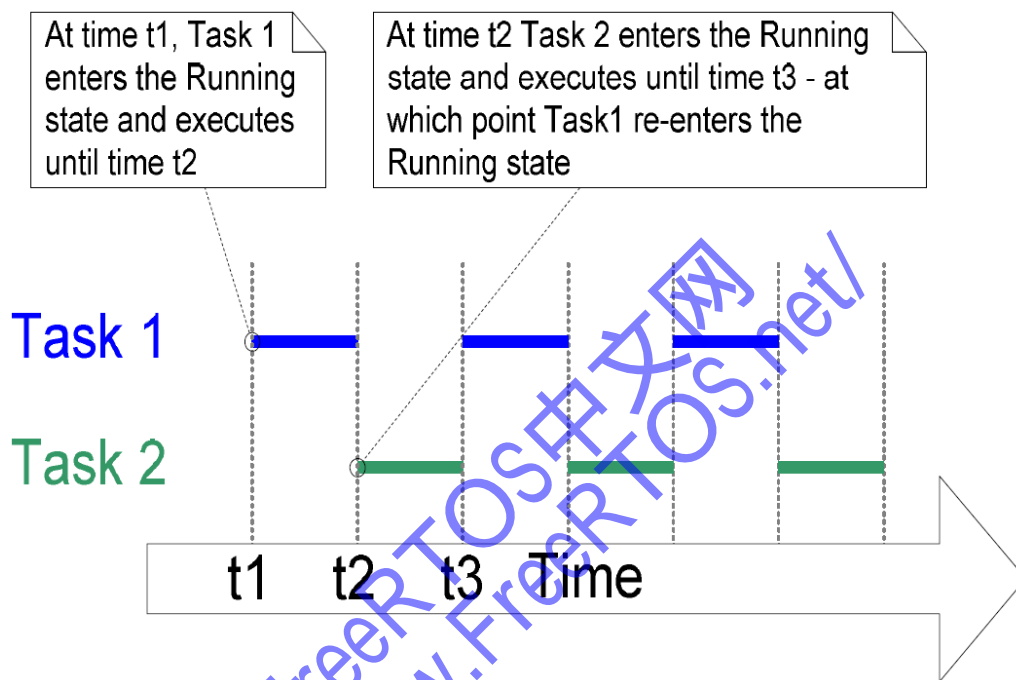 At time t1, Task 1
enters the Running
state and executes
until time t2
At time t2 Task 2 enters the Running
state and executes until time t3 - at
which point Task1 re-enters the
Running state
Task 1
Task 2
t1 t2 t3 Time
FreeRTOS中文网
www.FreeRTOS.net/